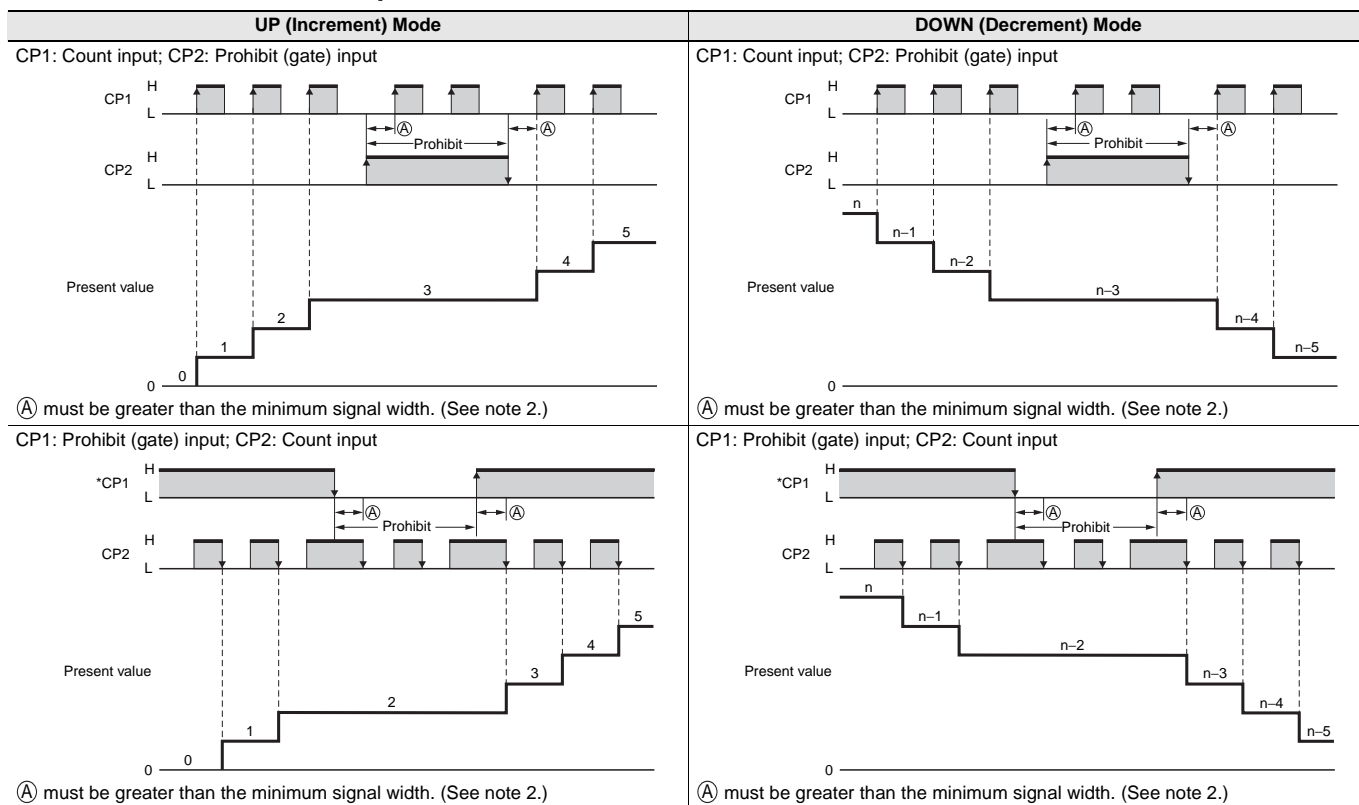 UP (Increment) Mode
DOWN (Decrement) Mode
CP1: Count input; CP2: Prohibit (gate) input
H
CP1
L
Ⓐ
Ⓐ
Prohibit
H
CP2
L
5
4
3
Present value
2
1
0
0
Ⓐ must be greater than the minimum signal width. (See note 2.)
CP1: Count input; CP2: Prohibit (gate) input
H
CP1
L
Ⓐ
Ⓐ
Prohibit
H
CP2
L
n
n–1
n–2
Present value
n–3
n–4
n–5
0
Ⓐ must be greater than the minimum signal width. (See note 2.)
CP1: Prohibit (gate) input; CP2: Count input
H
*CP1
L
Ⓐ
Ⓐ
Prohibit
H
CP2
L
5
4
Present value
3
2
1
0
0
Ⓐ must be greater than the minimum signal width. (See note 2.)
CP1: Prohibit (gate) input; CP2: Count input
H
*CP1
L
Ⓐ
Ⓐ
Prohibit
H
CP2
L
n
n–1
n–2
Present value
n–3
n–4
n–5
0
Ⓐ must be greater than the minimum signal width. (See note 2.)